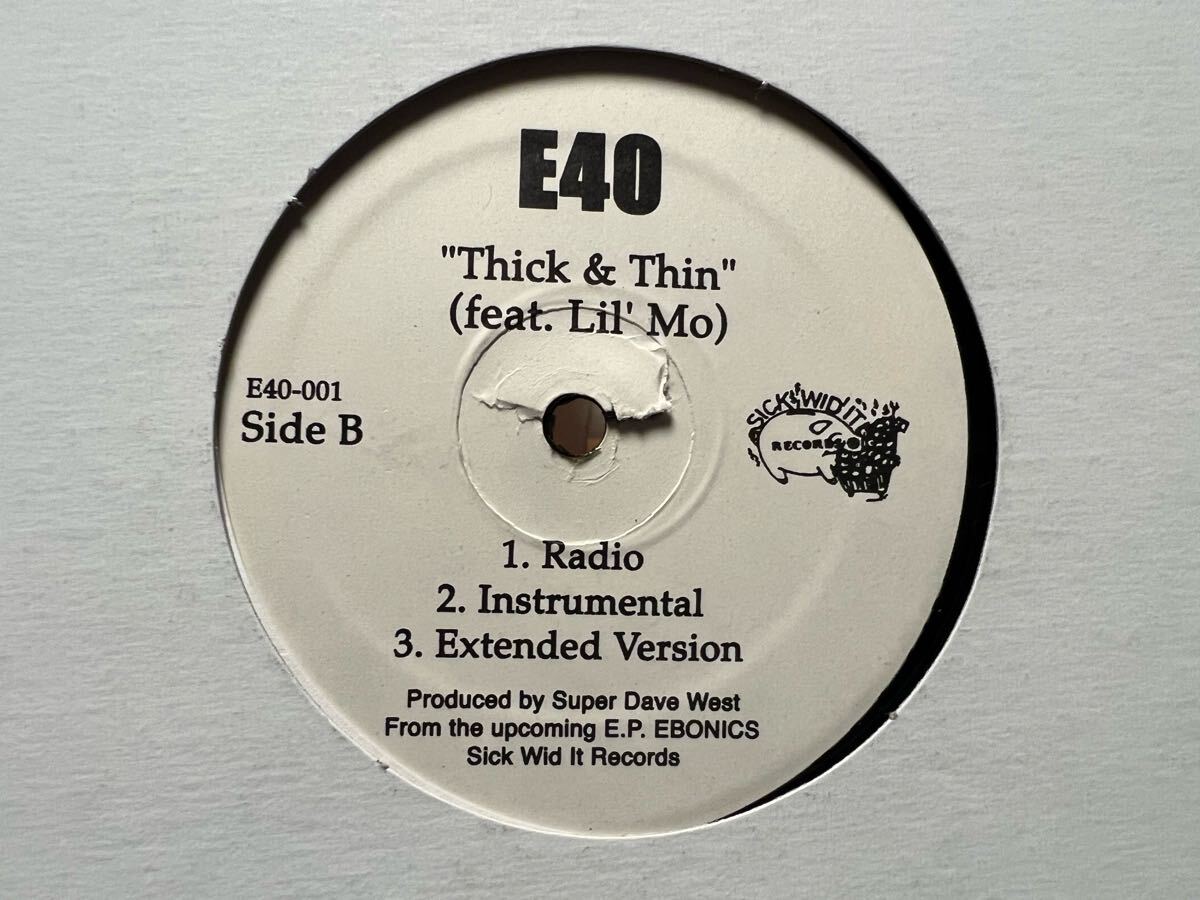 E40
"Thick & Thin"
(feat. Lil' Mo)
E40-001
Side B
SICK WID IT
RECORDS
1. Radio
2. Instrumental
3. Extended Version
Produced by Super Dave West
From the upcoming E.P. EBONICS
Sick Wid It Records